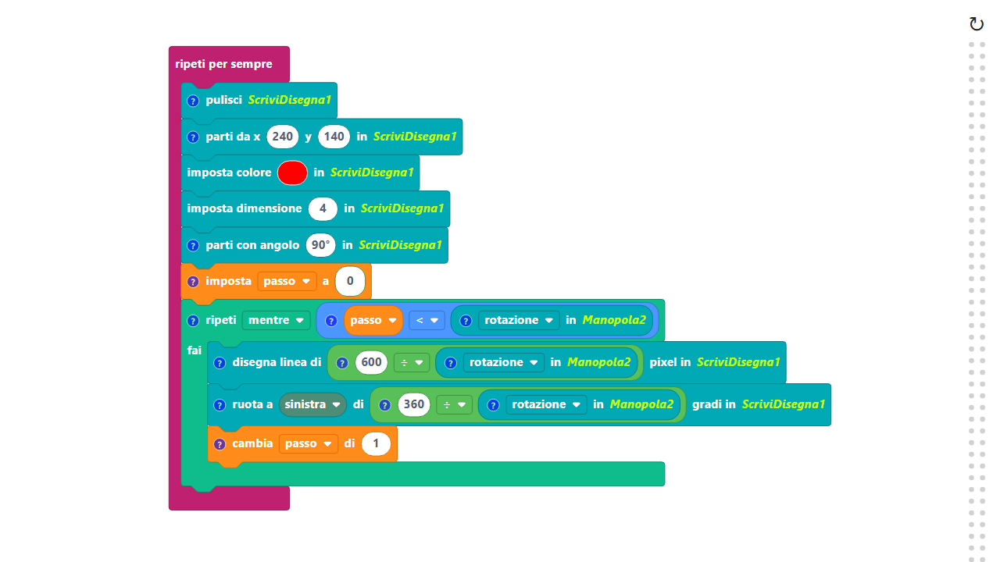 ripeti per sempre
? pulisci ScriviDisegna1
? parti da x 240 y 140 in ScriviDisegna1
imposta colore in ScriviDisegna1
imposta dimensione 4 in ScriviDisegna1
? parti con angolo 90° in ScriviDisegna1
? imposta passo a 0
? ripeti mentre ? passo < ? rotazione in Manopola2
fai
? disegna linea di ? 600 ÷ ? rotazione in Manopola2 pixel in ScriviDisegna1
? ruota a sinistra di ? 360 ÷ ? rotazione in Manopola2 gradi in ScriviDisegna1
? cambia passo di 1